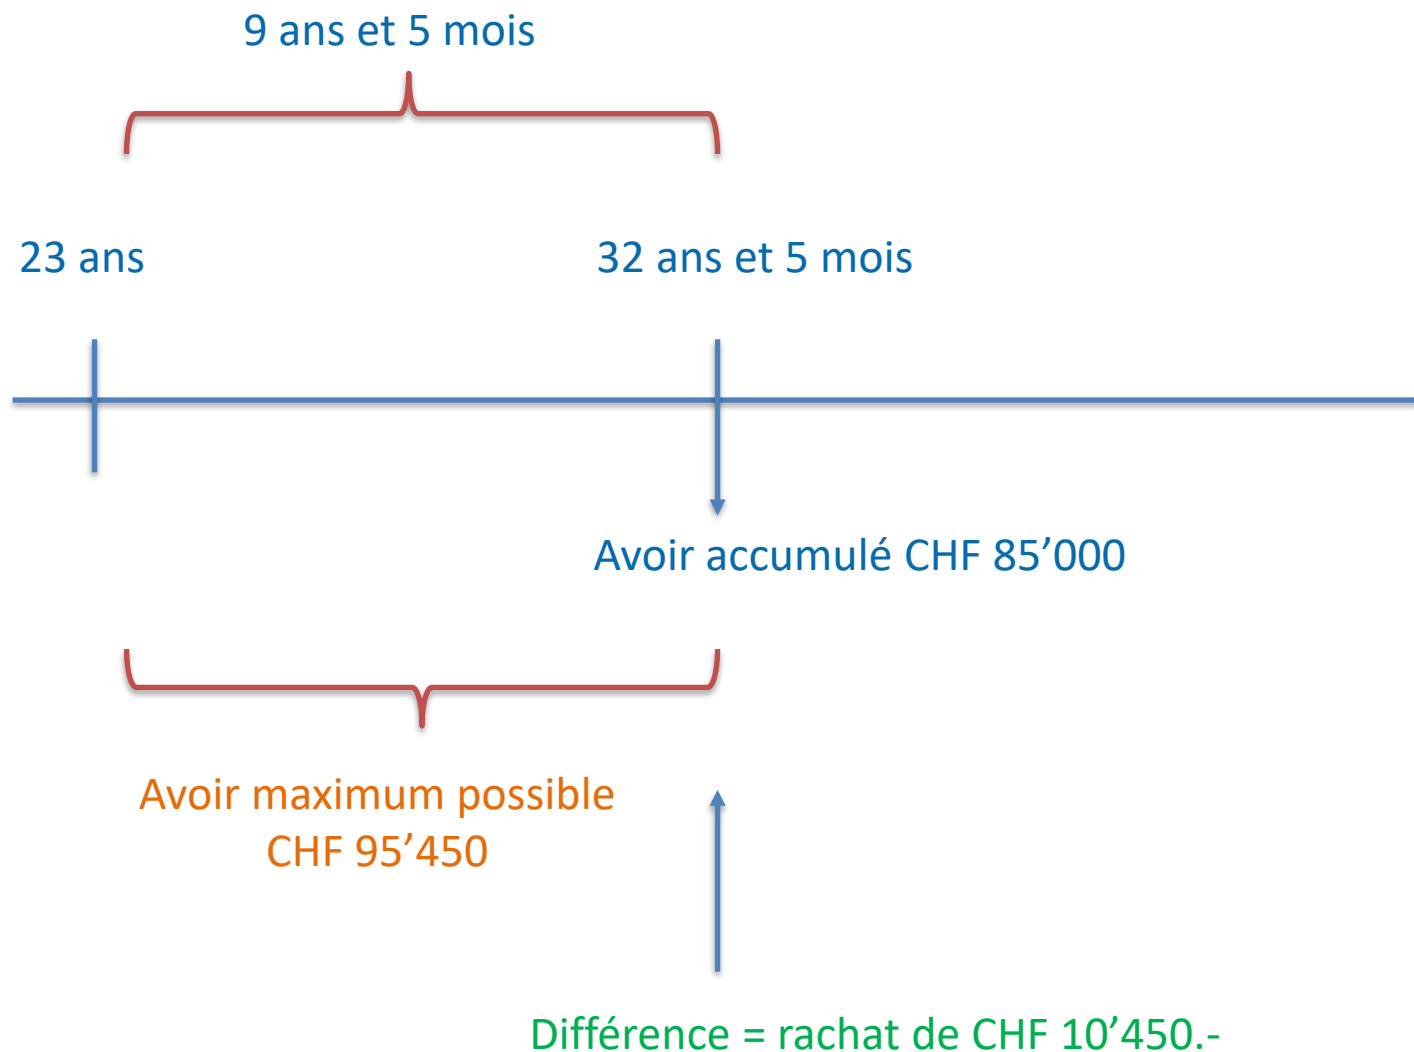 9 ans et 5 mois
23 ans
32 ans et 5 mois
Avoir accumulé CHF 85’000
Avoir maximum possible
CHF 95’450
Différence = rachat de CHF 10’450.-